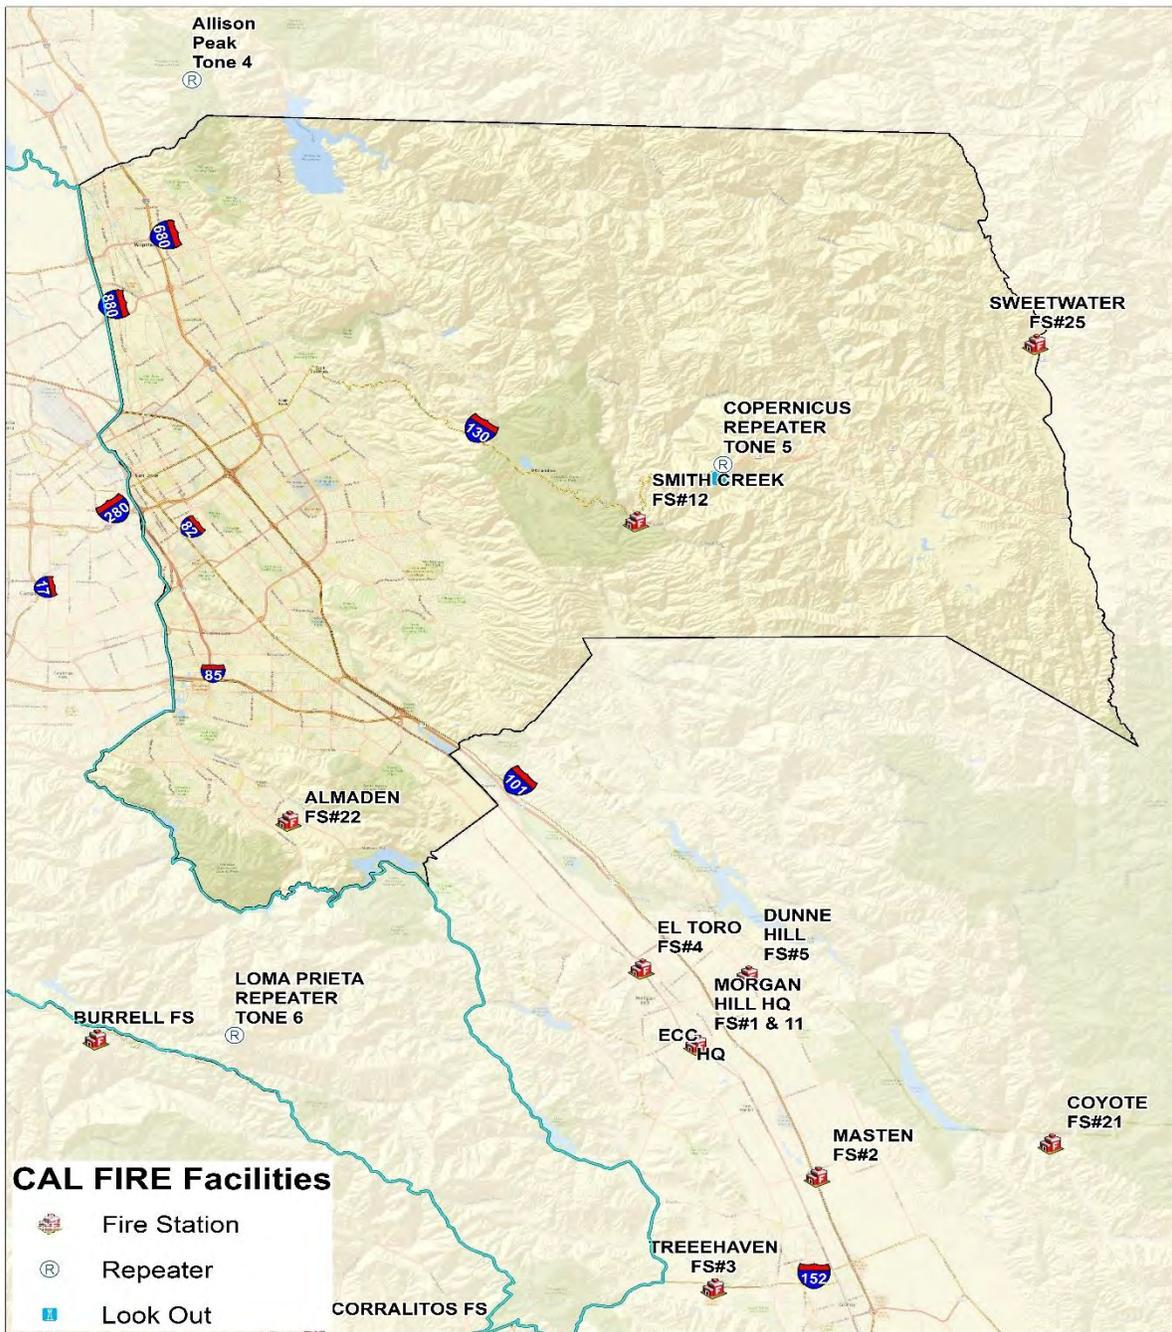 Allison
Peak
Tone 4
R
680
880
SWEETWATER
FS#25
COPERNICUS
REPEATER
TONE 5
R
130
SMITH CREEK
FS#12
280
82
17
85
101
ALMADEN
FS#22
EL TORO
FS#4
DUNNE
HILL
FS#5
MORGAN
HILL HQ
FS#1 & 11
ECC
HQ
LOMA PRIETA
REPEATER
TONE 6
R
BURRELL FS
COYOTE
FS#21
MASTEN
FS#2
TREEEHAVEN
FS#3
152
CORRALITOS FS
CAL FIRE Facilities
Fire Station
R Repeater
Look Out